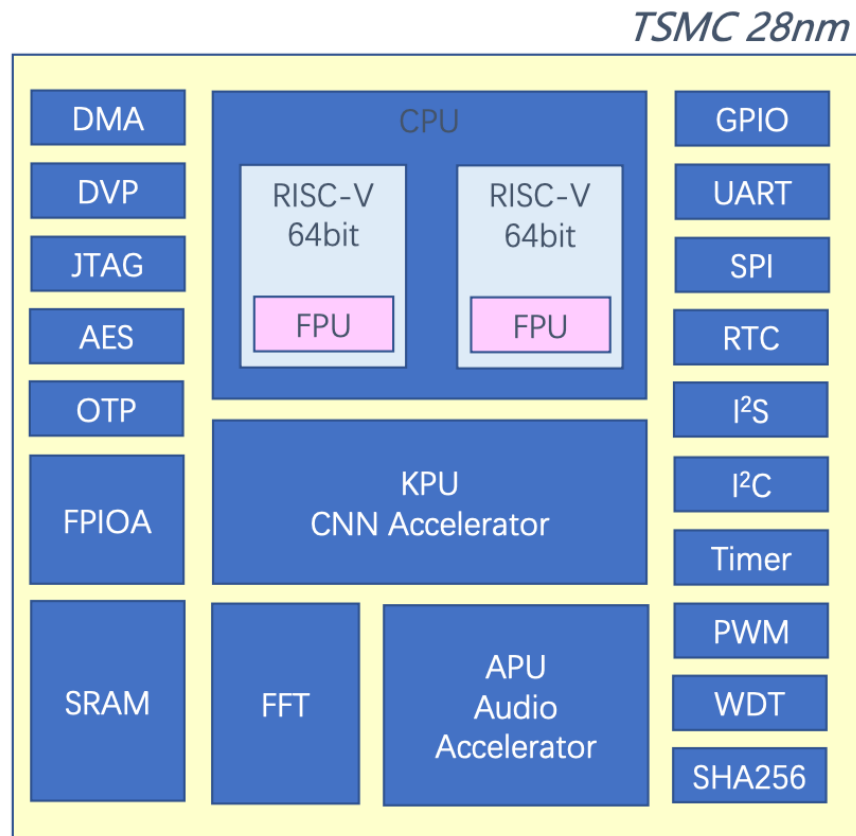 TSMC 28nm
DMA
DVP
JTAG
AES
OTP
FPIOA
SRAM
CPU
RISC-V
64bit
FPU
RISC-V
64bit
FPU
KPU
CNN Accelerator
FFT
APU
Audio
Accelerator
GPIO
UART
SPI
RTC
I²S
I²C
Timer
PWM
WDT
SHA256